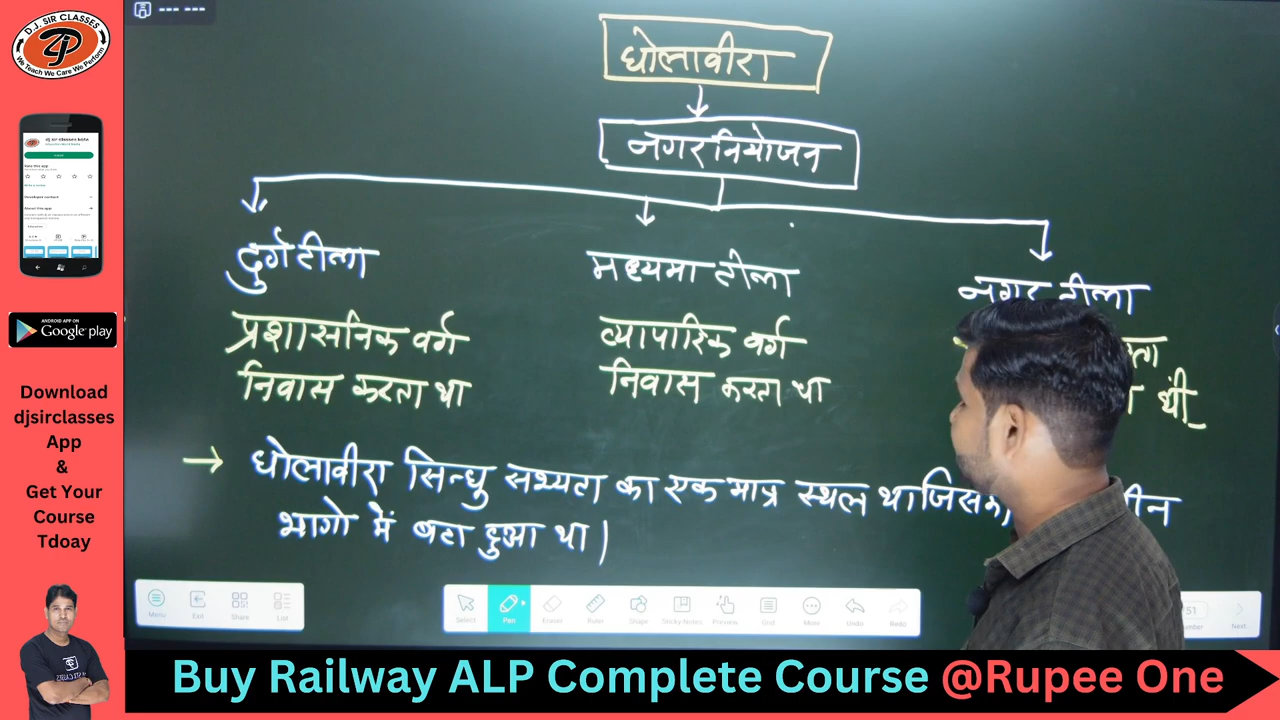 D.J. SIR CLASSES
We Teach We Care We Perform
धोलावीरा
नगर नियोजन
दुर्ग टीला
मध्यमा टीला
नगर टीला
प्रशासनिक वर्ग
निवास करता था
व्यापारिक वर्ग
निवास करता था
थी
→ धोलावीरा सिन्धु सभ्यता का एक मात्र स्थल था
भागो में बटा हुआ था|
ANDROID APP ON
Google play
Download
djsirclasses
App
&
Get Your
Course
Tdoay
Menu
Exit
Share
List
Select
Pen
Eraser
Ruler
Shape
Sticky Notes
Preview
Grid
More
Undo
Redo
Next
Buy Railway ALP Complete Course @Rupee One